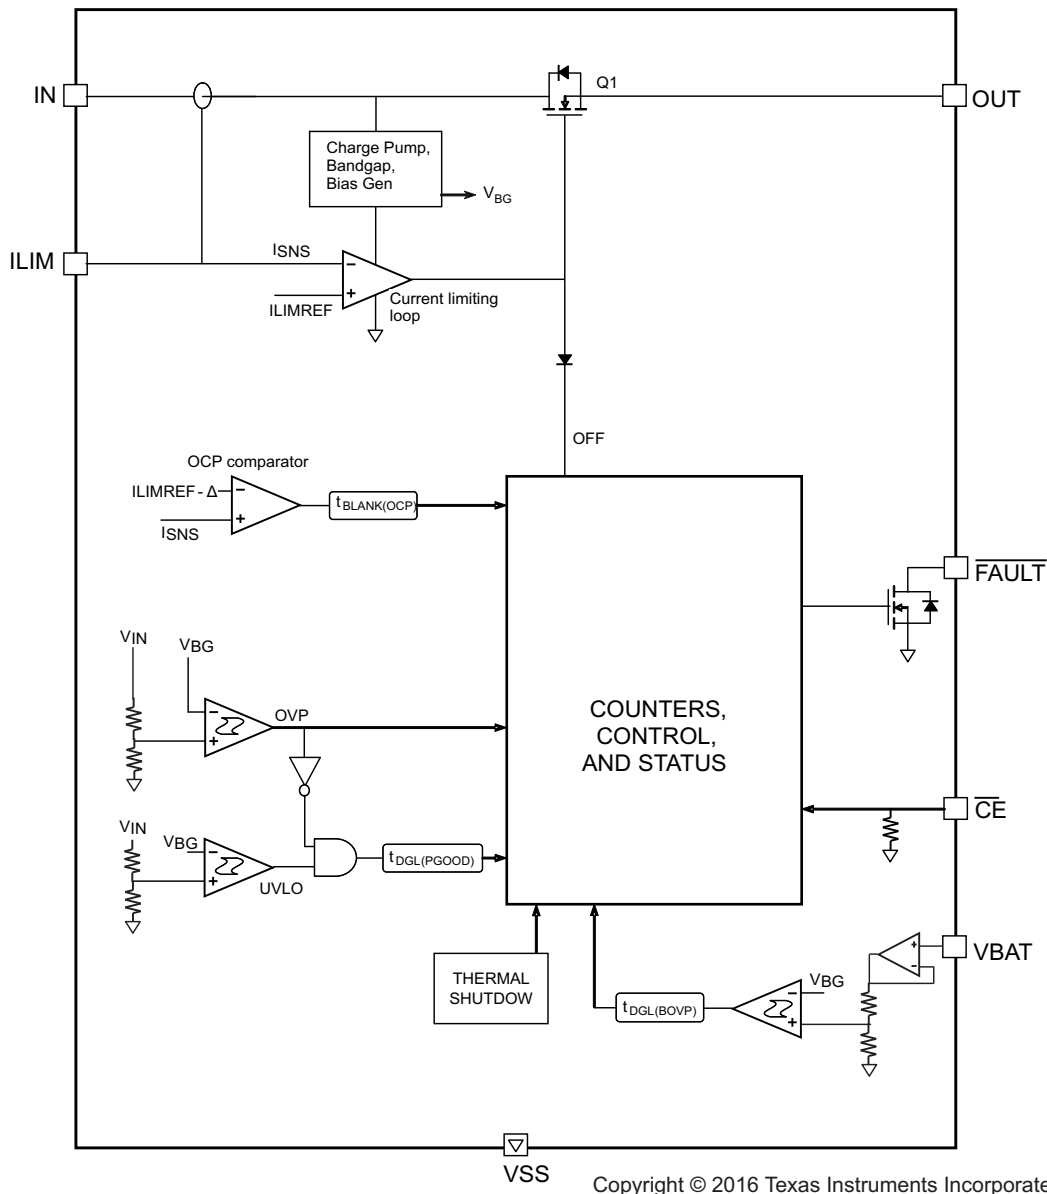 IN
Q1
OUT
Charge Pump,
Bandgap,
Bias Gen
VBG
ILIM
ISNS
ILIMREF
Current limiting
loop
OFF
OCP comparator
ILIMREF - Δ
ISNS
tBLANK(OCP)
FAULT
VIN
VBG
OVP
COUNTERS,
CONTROL,
AND STATUS
CE
VIN
VBG
UVLO
tDGL(PGOOD)
VBAT
THERMAL
SHUTDOW
tDGL(BOVP)
VBG
VSS
Copyright © 2016 Texas Instruments Incorporate